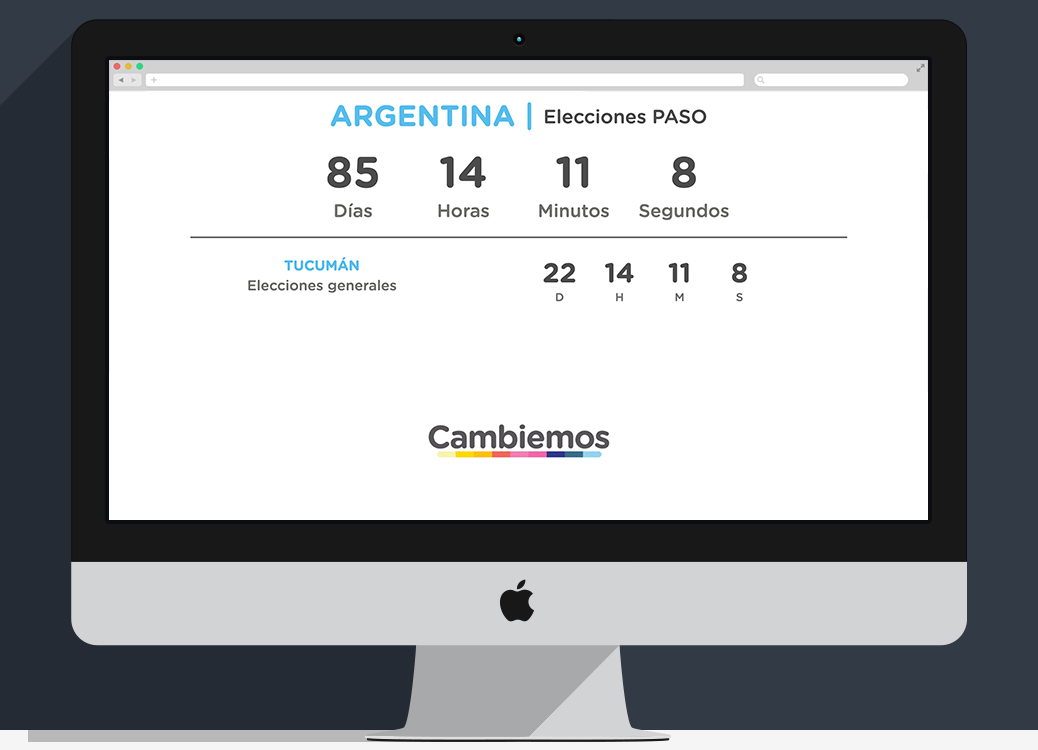 ARGENTINA | Elecciones PASO
85 14 11 8
Días Horas Minutos Segundos
TUCUMÁN
Elecciones generales
22 14 11 8
D H M S
Cambiemos